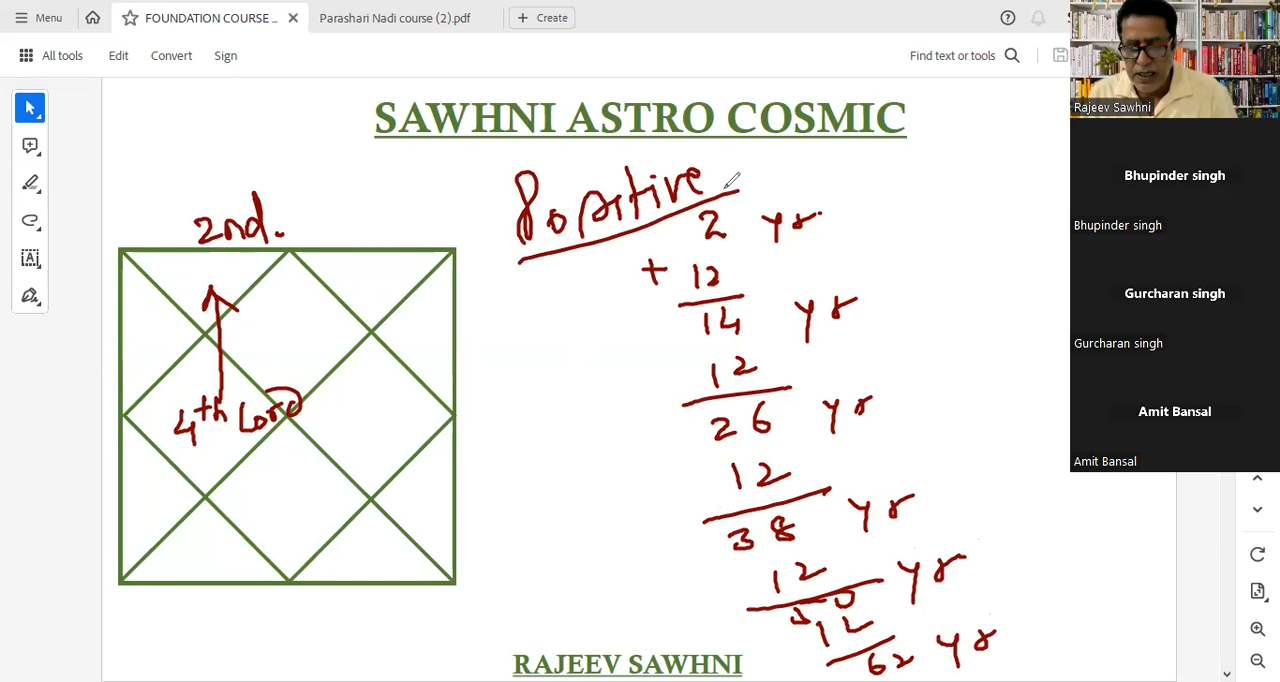 Menu
FOUNDATION COURSE ...
Parashari Nadi course (2).pdf
Create
All tools
Edit
Convert
Sign
Find text or tools
SAWHNI ASTRO COSMIC
Positive
2nd.
4th Lord
2 yr
+ 12
14 yr
12
26 yr
12
38 yr
12
50 yr
12
62 yr
RAJEEV SAWHNI
Rajeev Sawhni
Bhupinder singh
Bhupinder singh
Gurcharan singh
Gurcharan singh
Amit Bansal
Amit Bansal